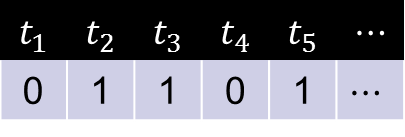 t₁ t₂ t₃ t₄ t₅ ⋯
0 1 1 0 1 ⋯